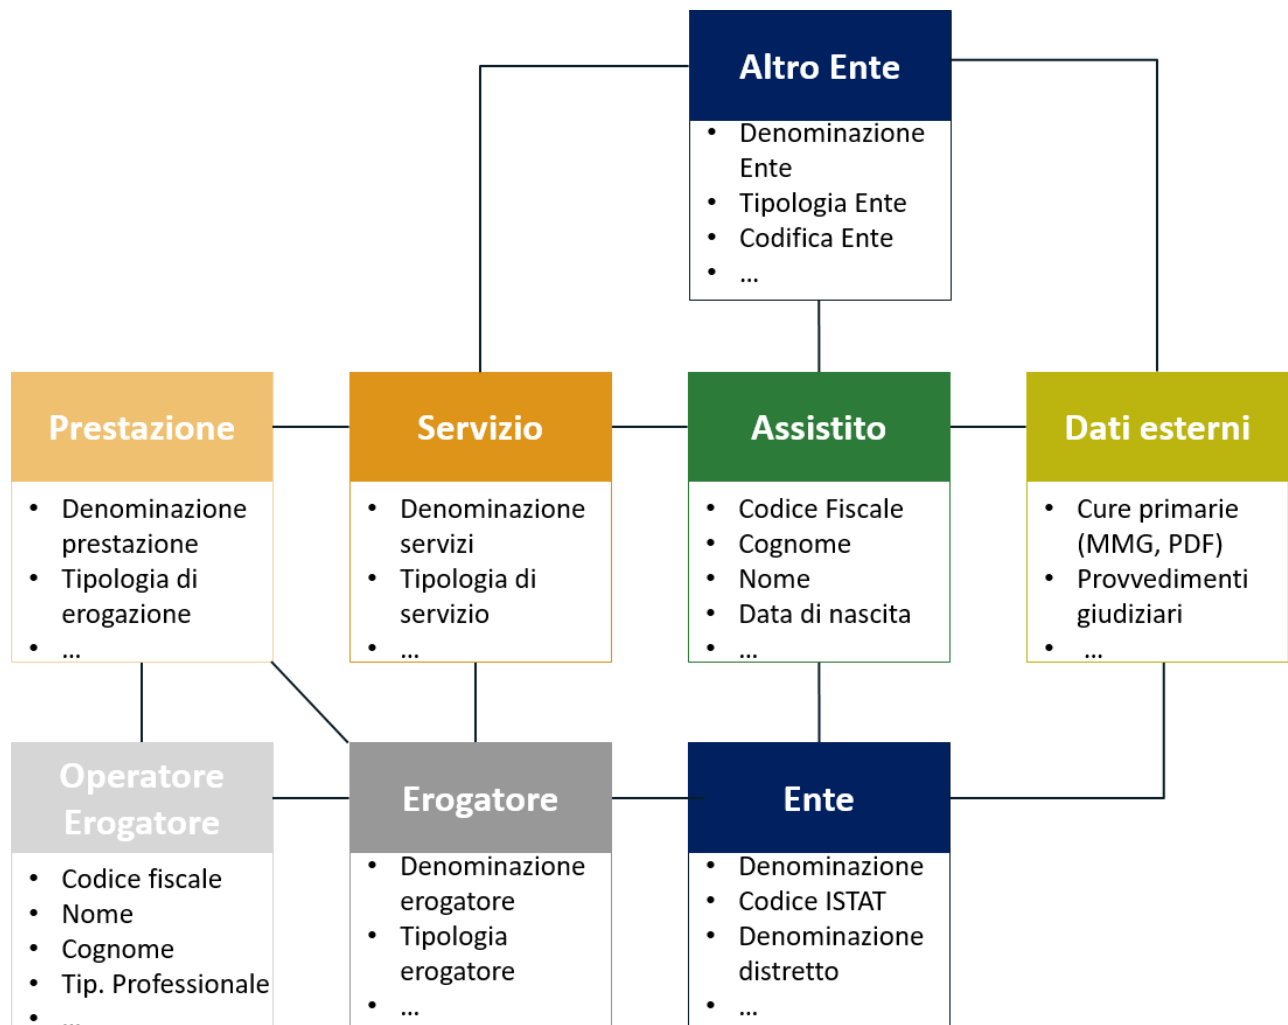 Altro Ente
• Denominazione
Ente
• Tipologia Ente
• Codifica Ente
• ...
Prestazione
• Denominazione
prestazione
• Tipologia di
erogazione
• ...
Servizio
• Denominazione
servizi
• Tipologia di
servizio
• ...
Assistito
• Codice Fiscale
• Cognome
• Nome
• Data di nascita
• ...
Dati esterni
• Cure primarie
(MMG, PDF)
• Provvedimenti
giudiziari
• ...
Operatore
Erogatore
• Codice fiscale
• Nome
• Cognome
• Tip. Professionale
• ...
Erogatore
• Denominazione
erogatore
• Tipologia
erogatore
• ...
Ente
• Denominazione
• Codice ISTAT
• Denominazione
distretto
• ...